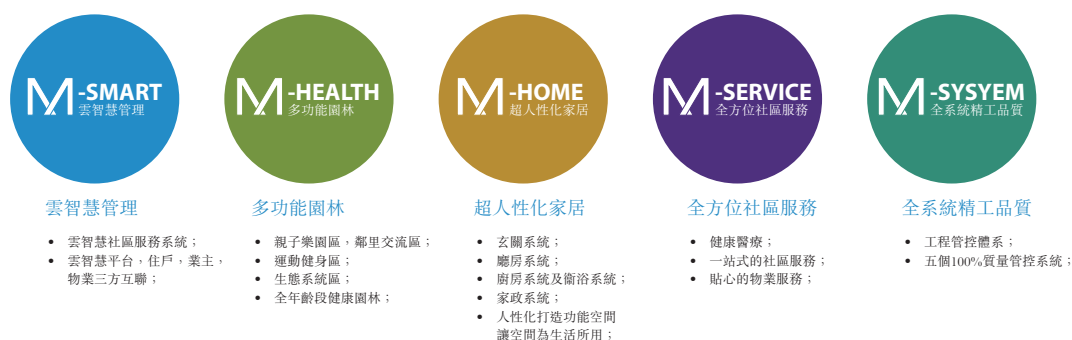 M-SMART
雲智慧管理
M-HEALTH
多功能園林
M-HOME
超人性化家居
M-SERVICE
全方位社區服務
M-SYSYEM
全系統精工品質
雲智慧管理
• 雲智慧社區服務系統；
• 雲智慧平台，住戶，業主，
物業三方互聯；
多功能園林
• 親子樂園區，鄰里交流區；
• 運動健身區；
• 生態系統區；
• 全年齡段健康園林；
超人性化家居
• 玄關系統；
• 廳房系統；
• 廚房系統及衞浴系統；
• 家政系統；
• 人性化打造功能空間
讓空間為生活所用；
全方位社區服務
• 健康醫療；
• 一站式的社區服務；
• 貼心的物業服務；
全系統精工品質
• 工程管控體系；
• 五個100%質量管控系統；